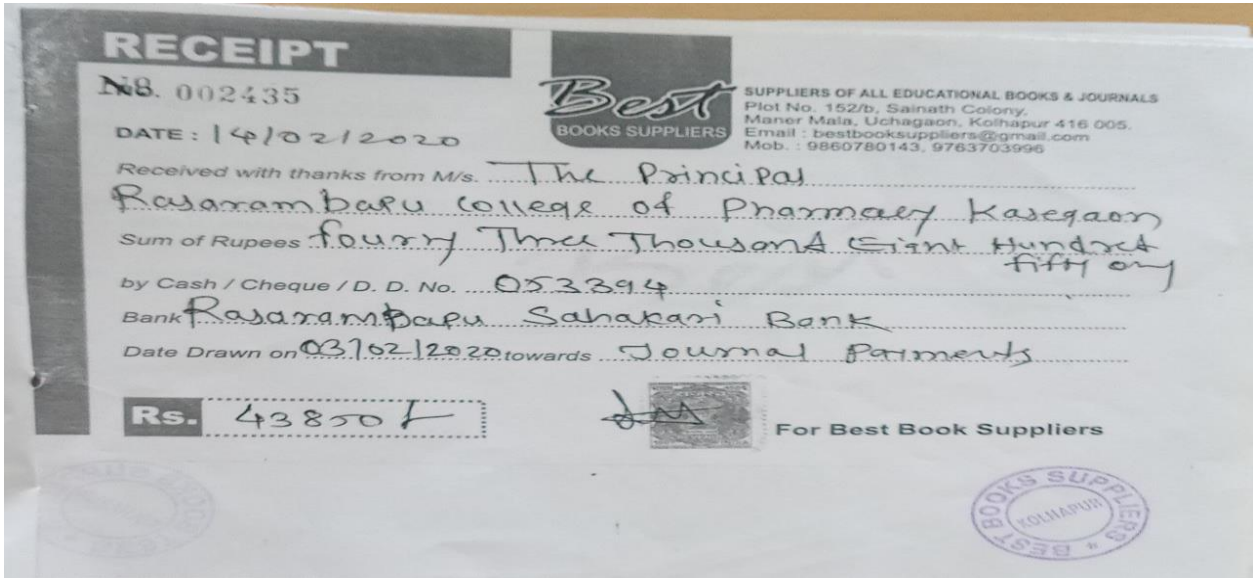 RECEIPT
No. 002435
Best
BOOKS SUPPLIERS
SUPPLIERS OF ALL EDUCATIONAL BOOKS & JOURNALS
Plot No. 152/b, Sainath Colony,
Maner Mala, Uchagaon, Kolhapur 416 005.
Email : bestbooksuppliers@gmail.com
Mob. : 9860780143, 9763703996
DATE : 14/02/2020
Received with thanks from M/s. The Principal
Rajarambapu College of Pharmacy Kasegaon
Sum of Rupees fourty Three Thousand Eight Hundred
fifty only
by Cash / Cheque / D. D. No. 053394
Bank Rajarambapu Sahakari Bank
Date Drawn on 03/02/2020 towards Journal Paiments
Rs. 43850/-
For Best Book Suppliers
BEST BOOKS SUPPLIERS
KOLHAPUR